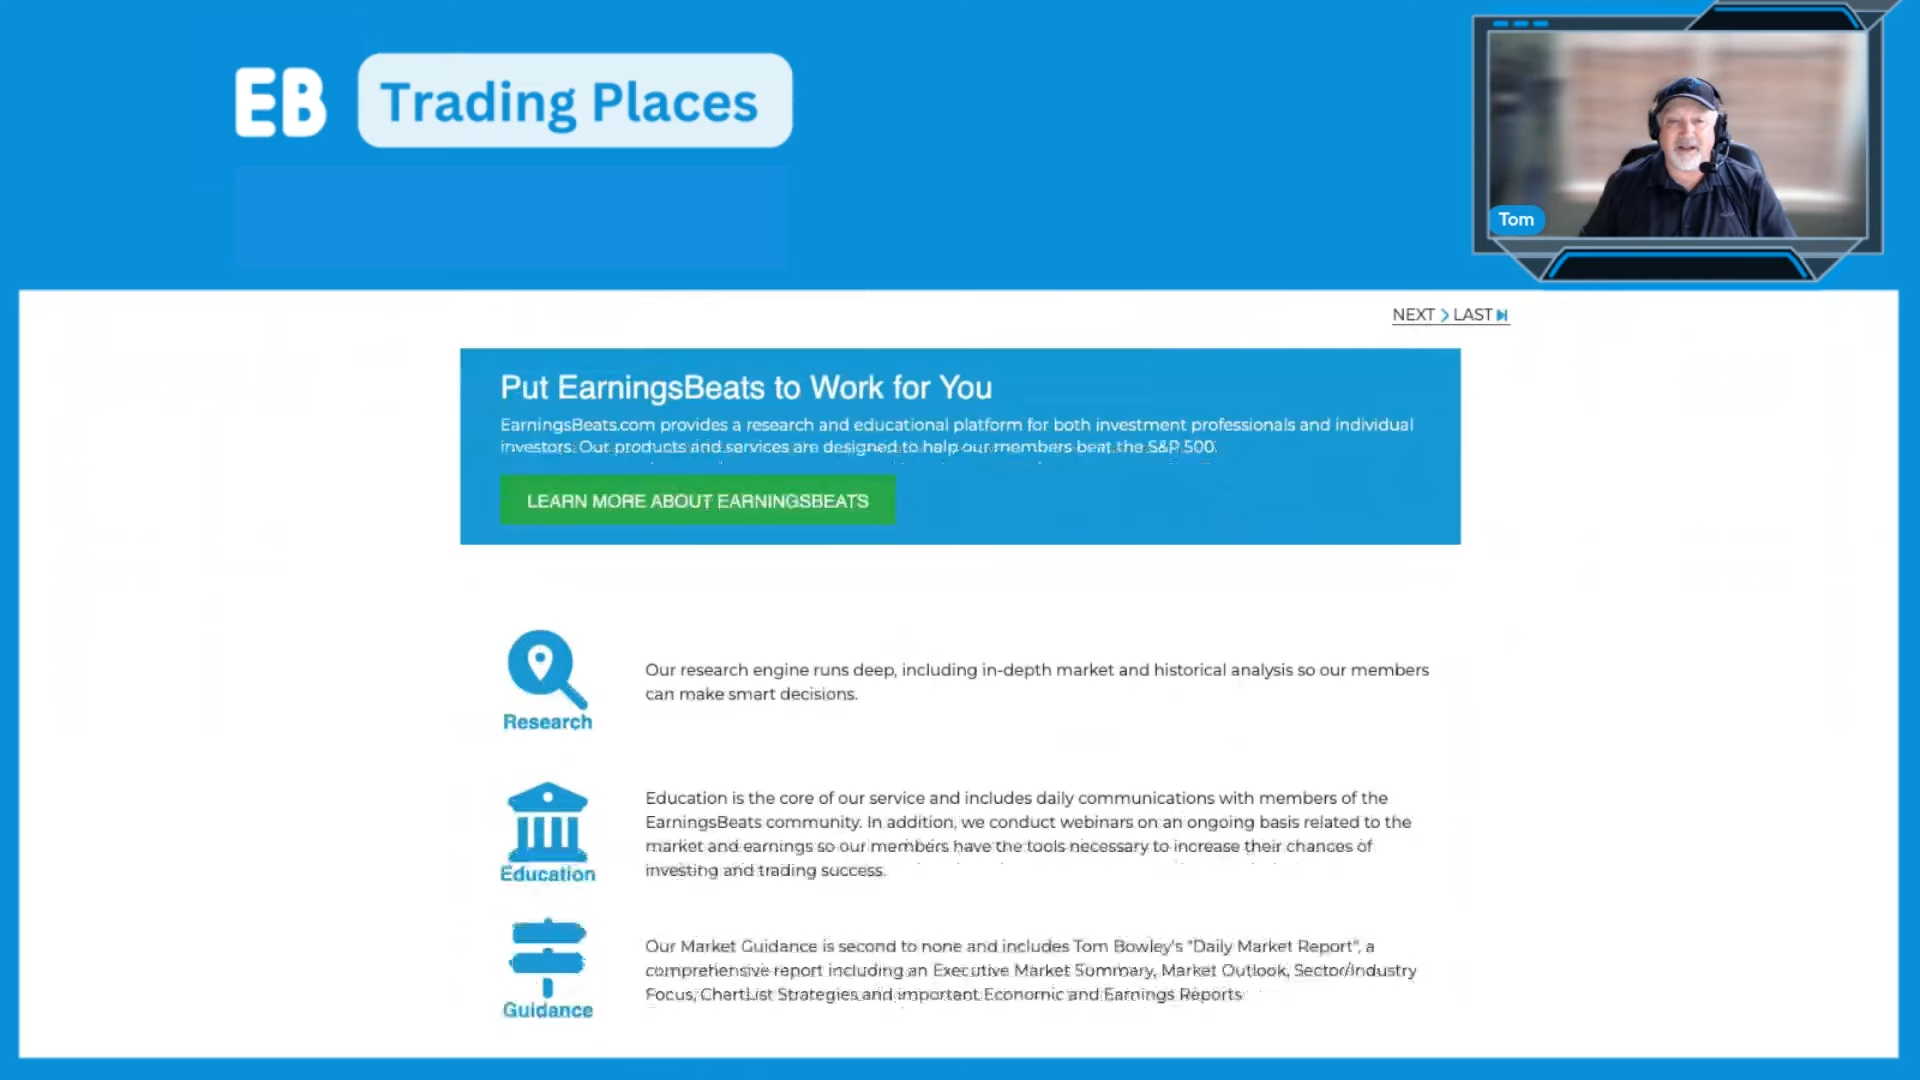 EB Trading Places
Tom
NEXT LAST
Put EarningsBeats to Work for You
EarningsBeats.com provides a research and educational platform for both investment professionals and individual
investors. Our products and services are designed to help our members beat the S&P 500.
LEARN MORE ABOUT EARNINGSBEATS
Our research engine runs deep, including in-depth market and historical analysis so our members
can make smart decisions.
Research
Education is the core of our service and includes daily communications with members of the
EarningsBeats community. In addition, we conduct webinars on an ongoing basis related to the
market and earnings so our members have the tools necessary to increase their chances of
investing and trading success.
Education
Our Market Guidance is second to none and includes Tom Bowley's "Daily Market Report", a
comprehensive report including an Executive Market Summary, Market Outlook, Sector/Industry
Focus, ChartList Strategies and important Economic and Earnings Reports
Guidance